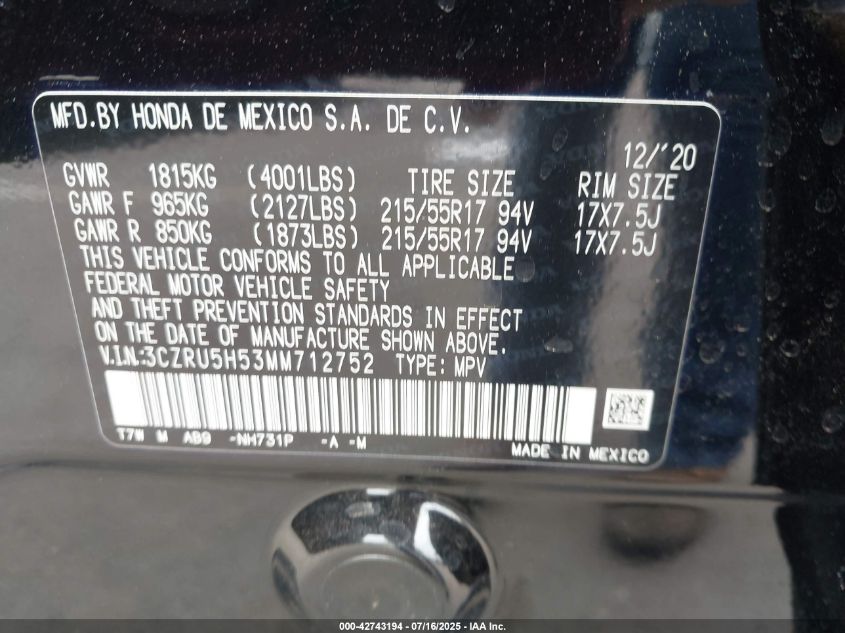 MFD.BY HONDA DE MEXICO S.A. DE C.V.
12/'20
GVWR 1815KG (4001LBS) TIRE SIZE RIM SIZE
GAWR F 965KG (2127LBS) 215/55R17 94V 17X7.5J
GAWR R 850KG (1873LBS) 215/55R17 94V 17X7.5J
THIS VEHICLE CONFORMS TO ALL APPLICABLE
FEDERAL MOTOR VEHICLE SAFETY
AND THEFT PREVENTION STANDARDS IN EFFECT
ON THE DATE OF MANUFACTURE SHOWN ABOVE.
V.I.N.:3CZRU5H53MM712752 TYPE: MPV
T7W M AB9 -NH731P -A -M
MADE IN MEXICO
000-42743194 - 07/16/2025 - IAA Inc.